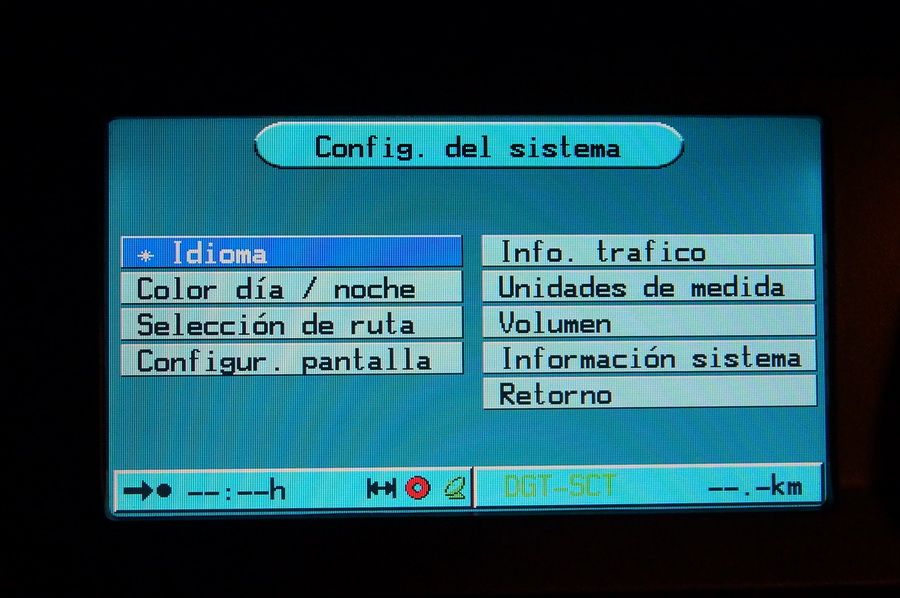 Config. del sistema
* Idioma
Color día / noche
Selección de ruta
Configur. pantalla
Info. trafico
Unidades de medida
Volumen
Información sistema
Retorno
--:--h
DGT-SCT
--.-km